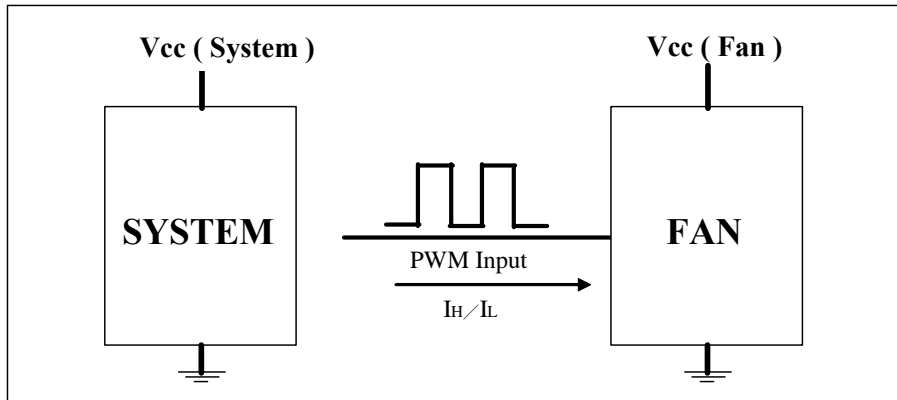 Vcc ( System )
Vcc ( Fan )
SYSTEM
FAN
PWM Input
IH／IL